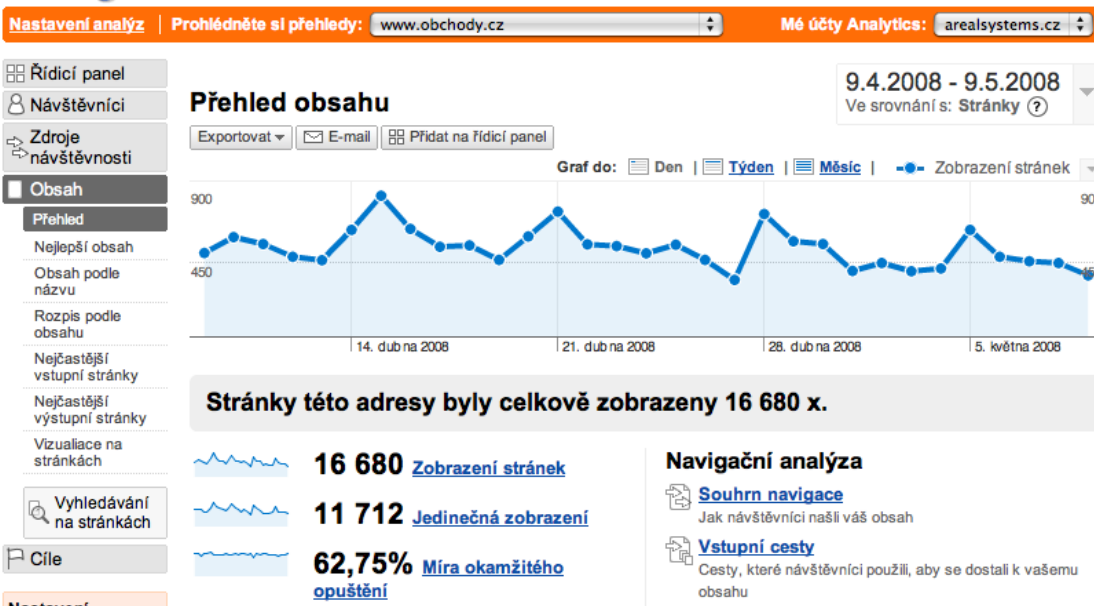 Nastavení analýz
Prohlédněte si přehledy: www.obchody.cz
Mé účty Analytics: arealsystems.cz
Řídicí panel
Návštěvníci
Zdroje
návštěvnosti
Obsah
Přehled
Nejlepší obsah
Obsah podle
názvu
Rozpis podle
obsahu
Nejčastější
vstupní stránky
Nejčastější
výstupní stránky
Vizualiace na
stránkách
Vyhledávání
na stránkách
Cíle
Nastavení
Přehled obsahu
9.4.2008 - 9.5.2008
Ve srovnání s: Stránky ?
Exportovat E-mail Přidat na řídicí panel
Graf do: Den | Týden | Měsíc | Zobrazení stránek
900 90
450 45
14. dubna 2008 21. dubna 2008 28. dubna 2008 5. května 2008
Stránky této adresy byly celkově zobrazeny 16 680 x.
16 680 Zobrazení stránek
11 712 Jedinečná zobrazení
62,75% Míra okamžitého
opuštění
Navigační analýza
Souhrn navigace
Jak návštěvníci našli váš obsah
Vstupní cesty
Cesty, které návštěvníci použili, aby se dostali k vašemu
obsahu